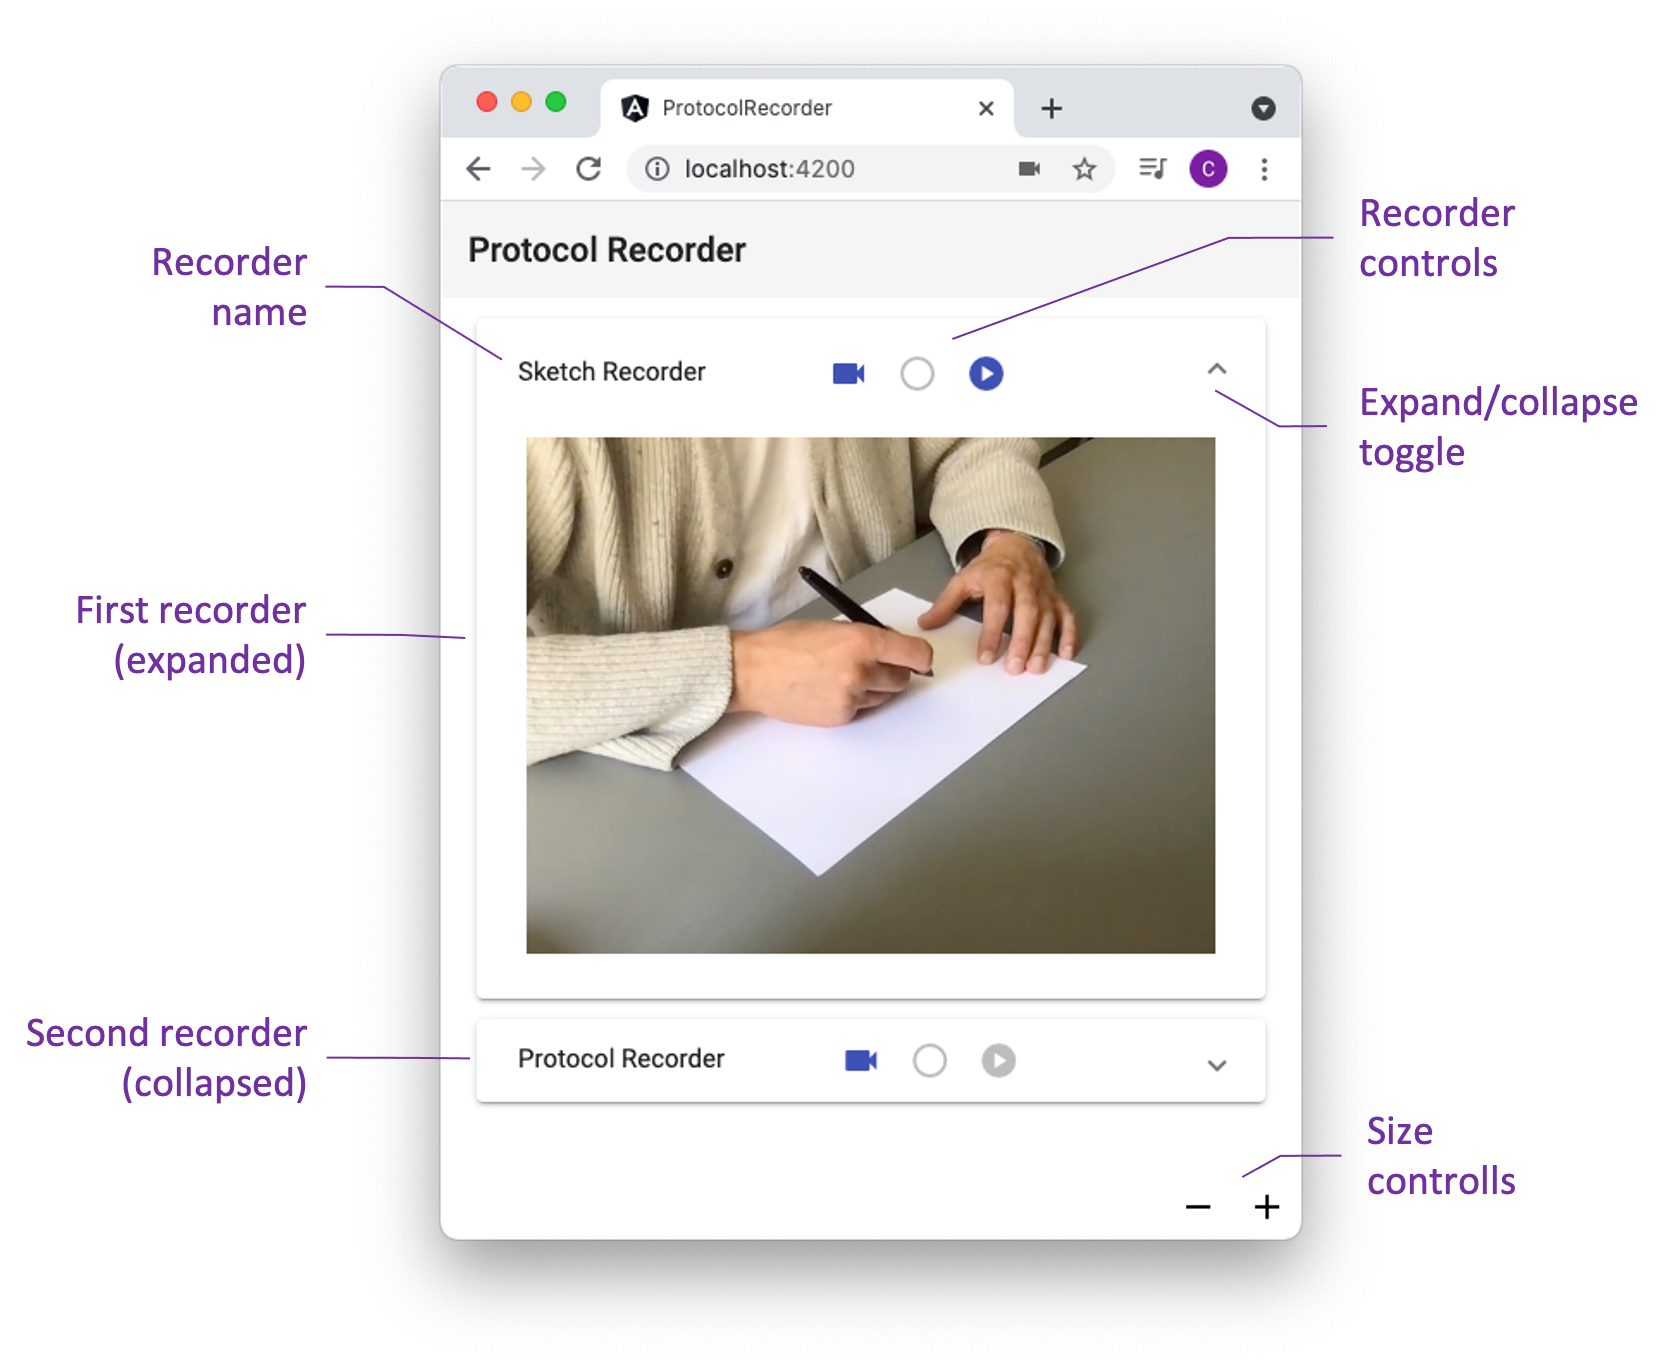 ProtocolRecorder
localhost:4200
C
Protocol Recorder
Recorder
controls
Recorder
name
Sketch Recorder
Expand/collapse
toggle
First recorder
(expanded)
Second recorder
(collapsed)
Protocol Recorder
Size
controlls